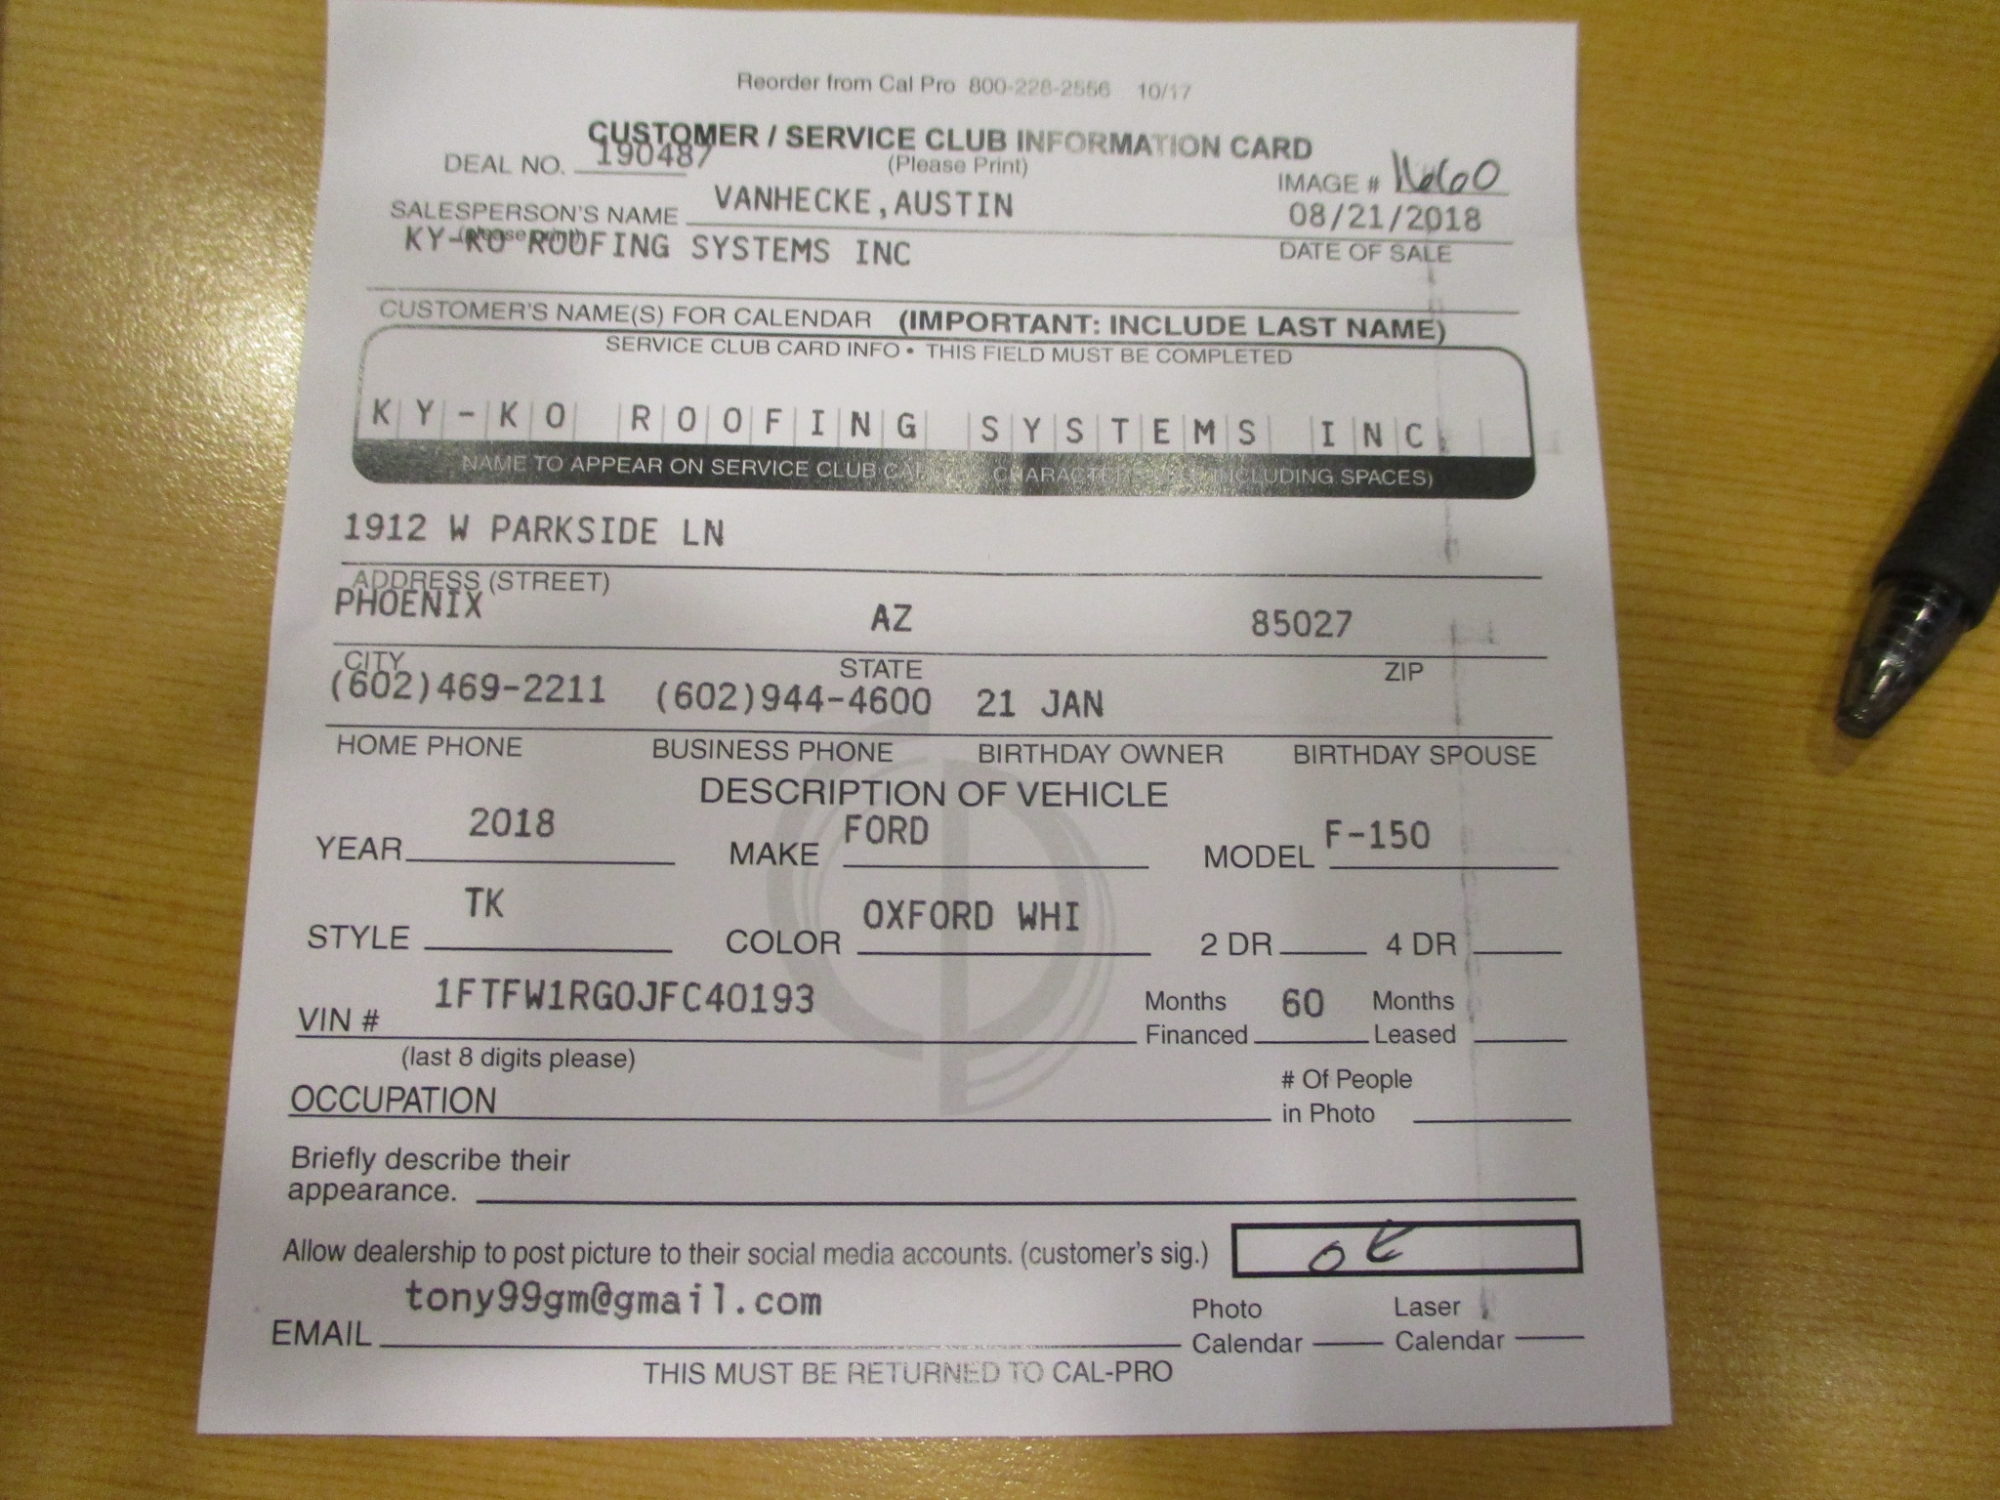 Reorder from Cal Pro 800-228-2556 10/17
CUSTOMER / SERVICE CLUB INFORMATION CARD
DEAL NO. 190487 (Please Print)
IMAGE #
SALESPERSON'S NAME VANHECKE,AUSTIN 08/21/2018
(please print)
KY-KO ROOFING SYSTEMS INC DATE OF SALE
CUSTOMER'S NAME(S) FOR CALENDAR (IMPORTANT: INCLUDE LAST NAME)
SERVICE CLUB CARD INFO • THIS FIELD MUST BE COMPLETED
KY-KO ROOFING SYSTEMS INC
NAME TO APPEAR ON SERVICE CLUB INCLUDING SPACES)
1912 W PARKSIDE LN
ADDRESS (STREET)
PHOENIX AZ 85027
CITY STATE ZIP
(602)469-2211 (602)944-4600 21 JAN
HOME PHONE BUSINESS PHONE BIRTHDAY OWNER BIRTHDAY SPOUSE
DESCRIPTION OF VEHICLE
YEAR 2018 MAKE FORD MODEL F-150
STYLE TK COLOR OXFORD WHI 2 DR 4 DR
VIN # 1FTFW1RG0JFC40193 Months Financed 60 Months Leased
(last 8 digits please)
OCCUPATION # Of People in Photo
Briefly describe their
appearance.
Allow dealership to post picture to their social media accounts. (customer's sig.) OK
EMAIL tony99gm@gmail.com Photo Calendar Laser Calendar
THIS MUST BE RETURNED TO CAL-PRO